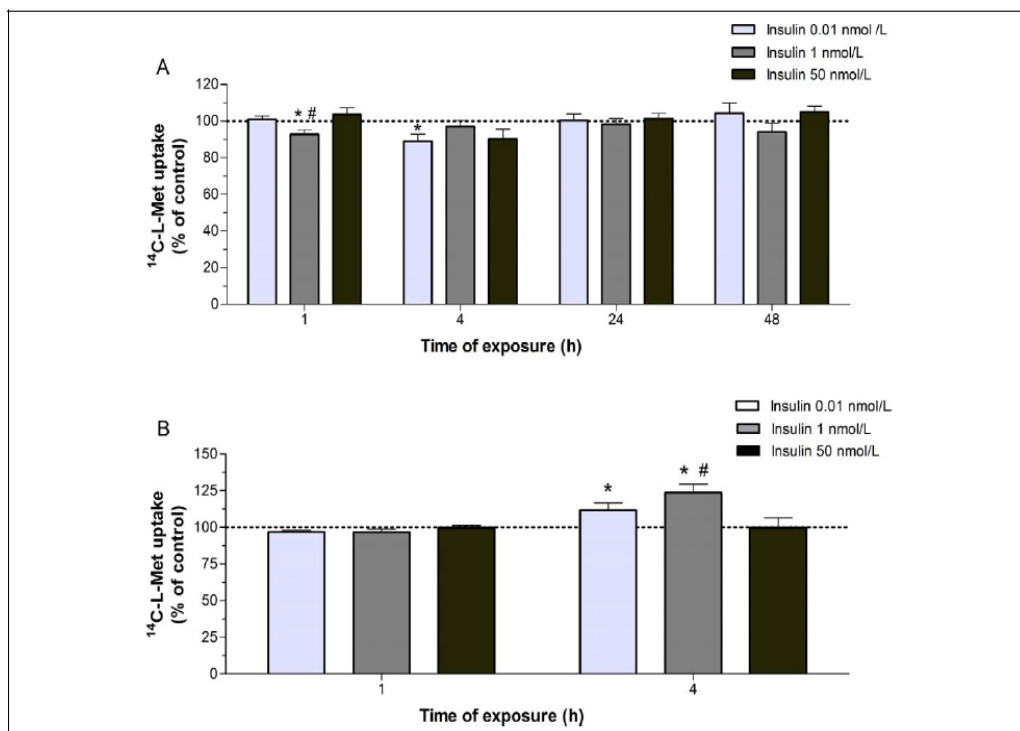 Insulin 0.01 nmol /L
Insulin 1 nmol/L
Insulin 50 nmol/L
A
* #
*
120
100
80
60
40
20
0
¹⁴C-L-Met uptake
(% of control)
1 4 24 48
Time of exposure (h)
Insulin 0.01 nmol/L
Insulin 1 nmol/L
Insulin 50 nmol/L
B
* #
*
150
125
100
75
50
25
0
¹⁴C-L-Met uptake
(% of control)
1 4
Time of exposure (h)